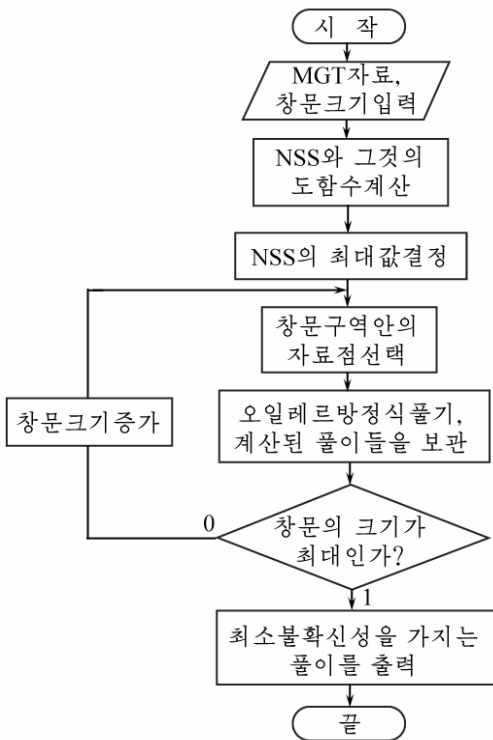 시 작
MGT자료,
창문크기입력
NSS와 그것의
도함수계산
NSS의 최대값결정
창문구역안의
자료점선택
창문크기증가
오일레르방정식풀기,
계산된 풀이들을 보관
창문의 크기가
최대인가?
0
1
최소불확신성을 가지는
풀이를 출력
끝